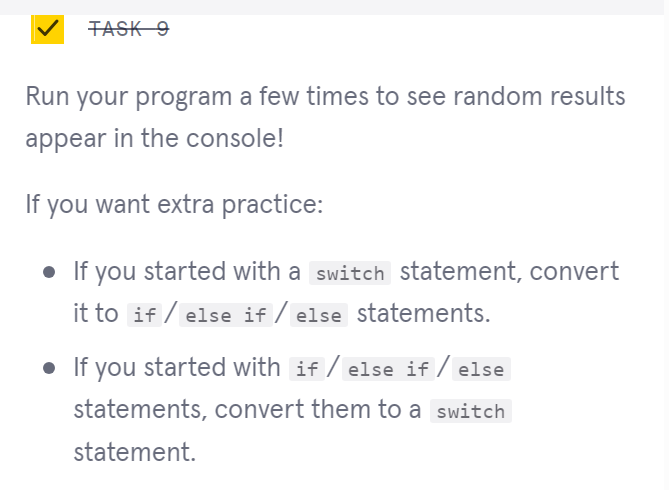 TASK 9
Run your program a few times to see random results
appear in the console!
If you want extra practice:
● If you started with a switch statement, convert
it to if / else if / else statements.
● If you started with if / else if / else
statements, convert them to a switch
statement.